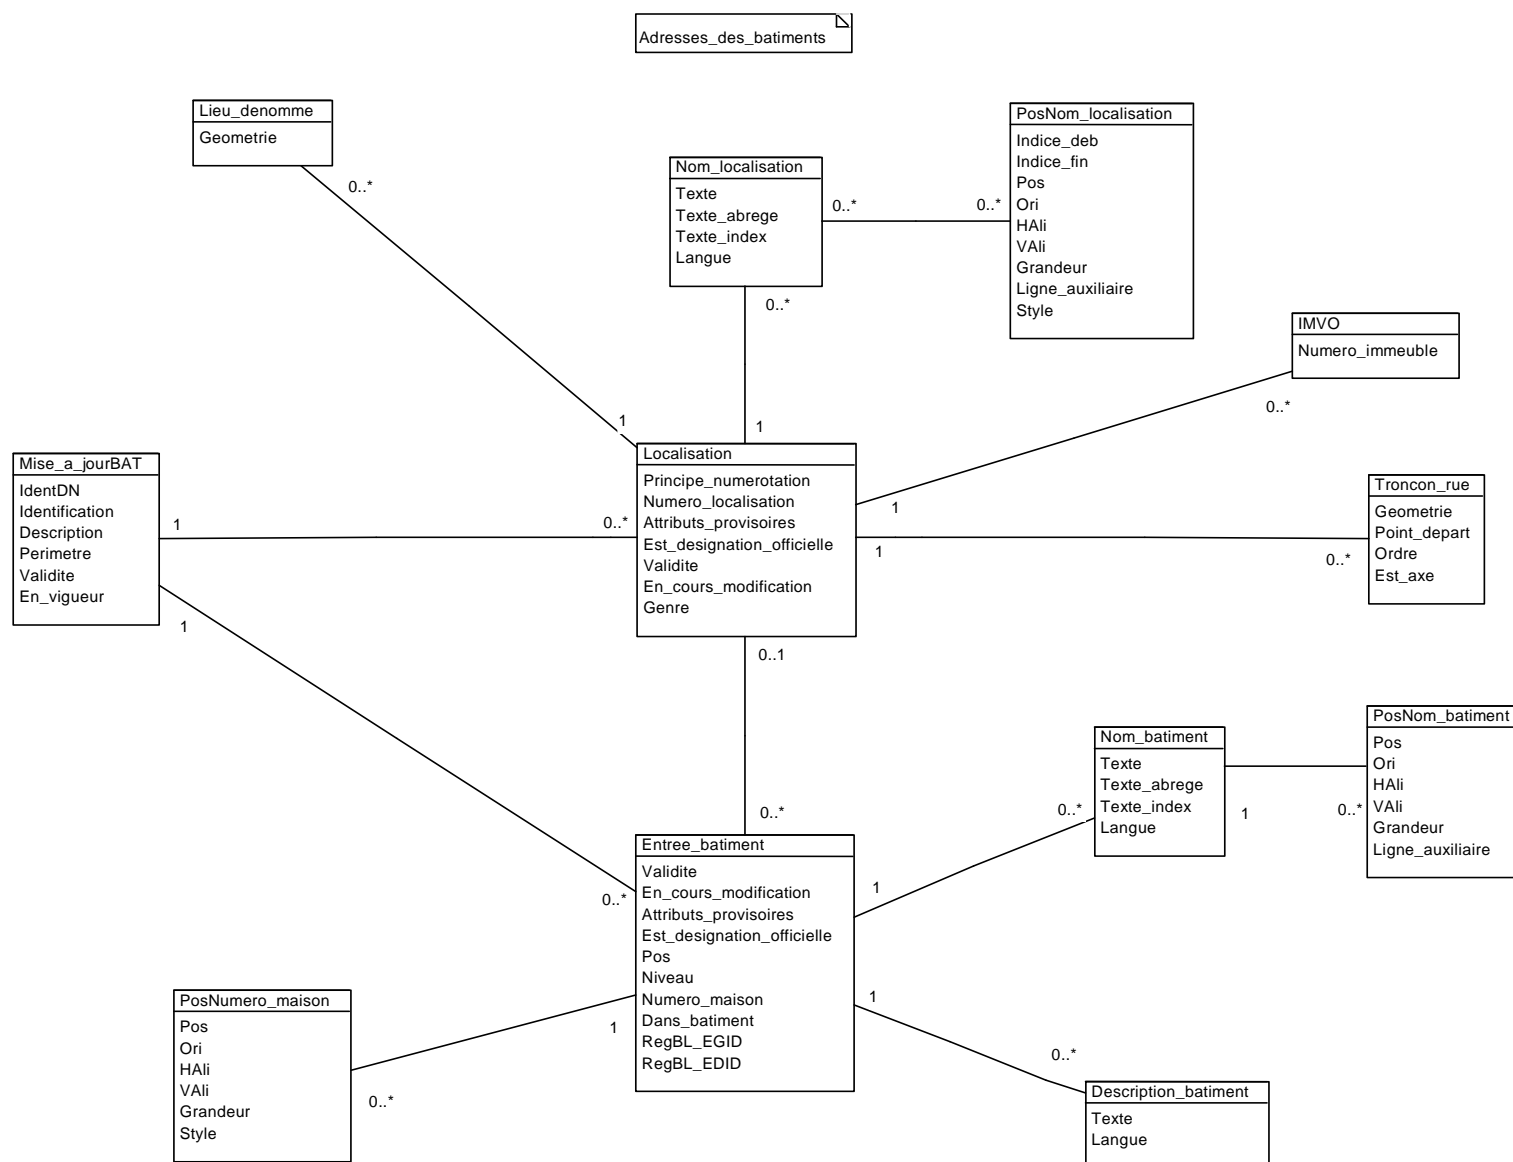 Adresses_des_batiments
Lieu_denomme
Geometrie
0..*
Nom_localisation
Texte
Texte_abrege
Texte_index
Langue
0..*
0..*
0..*
PosNom_localisation
Indice_deb
Indice_fin
Pos
Ori
HAli
VAli
Grandeur
Ligne_auxiliaire
Style
IMVO
Numero_immeuble
0..*
1
1
Mise_a_jourBAT
IdentDN
Identification
Description
Perimetre
Validite
En_vigueur
1
0..*
1
Localisation
Principe_numerotation
Numero_localisation
Attributs_provisoires
Est_designation_officielle
Validite
En_cours_modification
Genre
1
1
0..*
0..1
Troncon_rue
Geometrie
Point_depart
Ordre
Est_axe
Nom_batiment
Texte
Texte_abrege
Texte_index
Langue
0..*
1
0..*
PosNom_batiment
Pos
Ori
HAli
VAli
Grandeur
Ligne_auxiliaire
0..*
0..*
Entree_batiment
Validite
En_cours_modification
Attributs_provisoires
Est_designation_officielle
Pos
Niveau
Numero_maison
Dans_batiment
RegBL_EGID
RegBL_EDID
1
1
0..*
PosNumero_maison
Pos
Ori
HAli
VAli
Grandeur
Style
1
0..*
Description_batiment
Texte
Langue